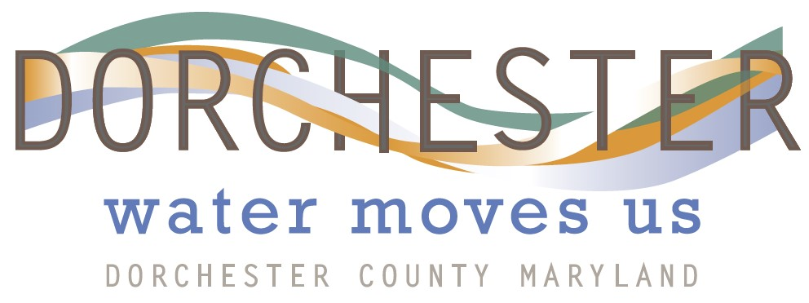 DORCHESTER
water moves us
DORCHESTER COUNTY MARYLAND